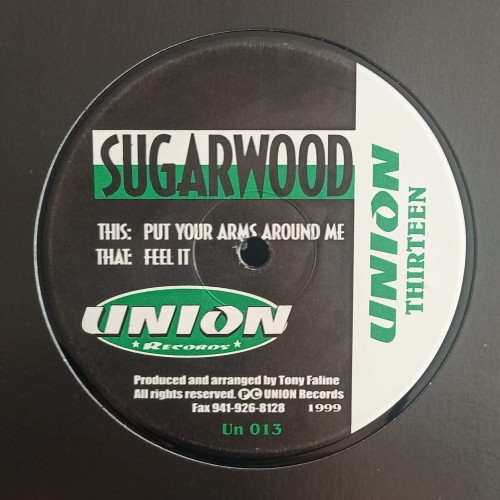 SUGARWOOD
THIS: PUT YOUR ARMS AROUND ME
THAT: FEEL IT
UNION
RECORDS
Produced and arranged by Tony Faline
All rights reserved. ℗© UNION Records
Fax 941-926-8128 1999
Un 013
UNION
THIRTEEN